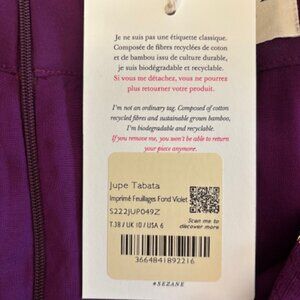 Je ne suis pas une étiquette classique.
Composée de fibres recyclées de coton
et de bambou issu de culture durable,
je suis biodégradable et recyclable.
Si vous me détachez, vous ne pourrez
plus retourner votre produit.
I'm not an ordinary tag. Composed of cotton
recycled fibres and sustainable grown bamboo,
I'm biodegradable and recyclable.
If you remove me, you won't be able to return
your piece anymore.
Jupe Tabata
Imprimé Feuillages Fond Violet
S222JUP049Z
T.38 / UK 10 / USA 6
Scan me to
discover more
3664841892216
#SEZANE